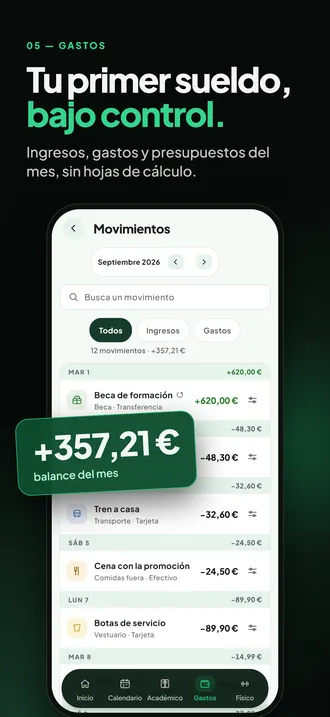 05 — GASTOS
Tu primer sueldo,
bajo control.
Ingresos, gastos y presupuestos del
mes, sin hojas de cálculo.
Movimientos
Septiembre 2026
Busca un movimiento
Todos
Ingresos
Gastos
12 movimientos · +357,21 €
MAR 1
+620,00 €
Beca de formación
+620,00 €
Beca · Transferencia
-48,30 €
+357,21 €
balance del mes
-48,30 €
-32,60 €
Tren a casa
-32,60 €
Transporte · Tarjeta
SÁB 5
-24,50 €
Cena con la promoción
-24,50 €
Comidas fuera · Efectivo
LUN 7
-89,90 €
Botas de servicio
-89,90 €
Vestuario · Tarjeta
MAR 8
-14,99 €
Inicio
Calendario
Académico
Gastos
Físico